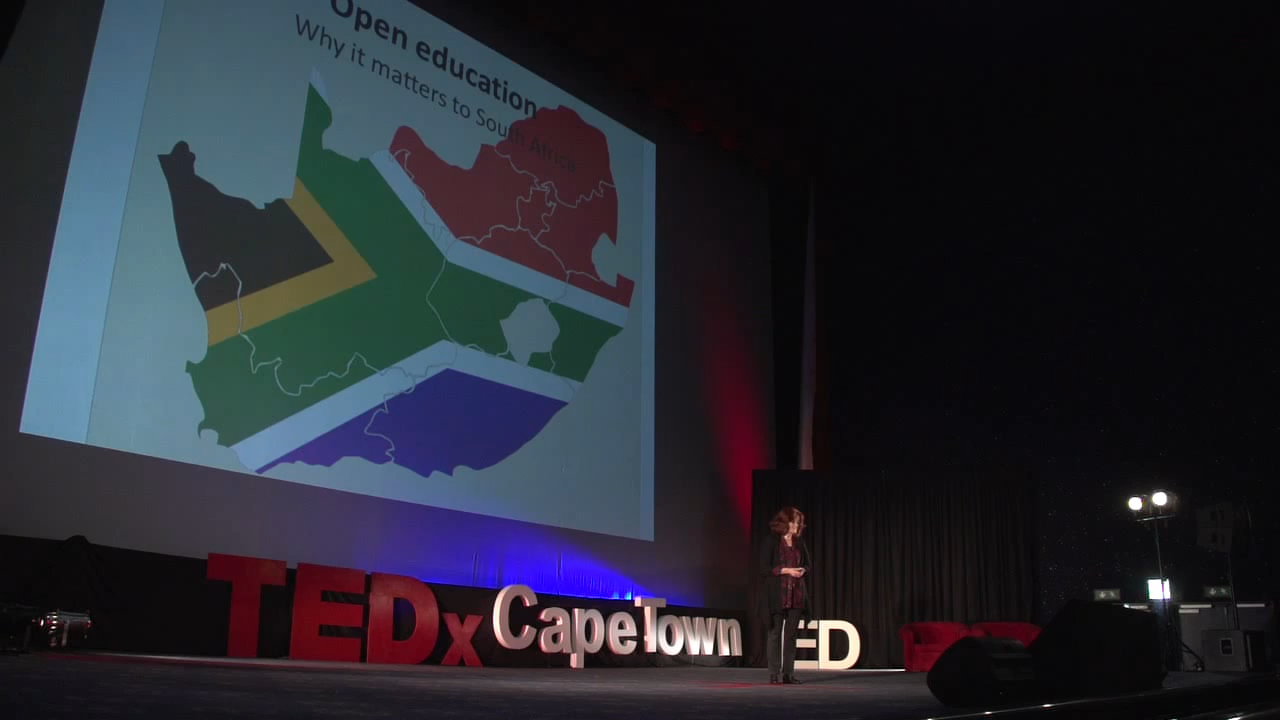 Open education
Why it matters to South Africa
TEDx CapeTown
ED